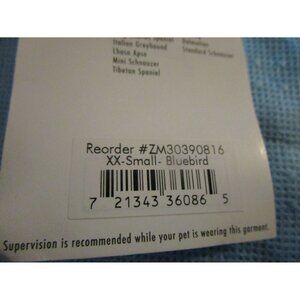 Spaniel
Italian Greyhound
Lhasa Apso
Mini Schnauzer
Tibetan Spaniel
Dalmatian
Standard Schnauzer
Reorder #ZM30390816
XX-Small- Bluebird
7 21343 36086 5
Supervision is recommended while your pet is wearing this garment.